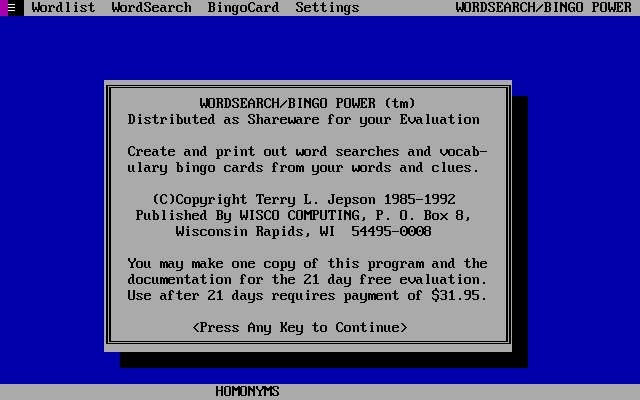 ≡ Wordlist WordSearch BingoCard Settings WORDSEARCH/BINGO POWER
WORDSEARCH/BINGO POWER (tm)
Distributed as Shareware for your Evaluation
Create and print out word searches and vocab-
ulary bingo cards from your words and clues.
(C)Copyright Terry L. Jepson 1985-1992
Published By WISCO COMPUTING, P. O. Box 8,
Wisconsin Rapids, WI 54495-0008
You may make one copy of this program and the
documentation for the 21 day free evaluation.
Use after 21 days requires payment of $31.95.
<Press Any Key to Continue>
HOMONYMS